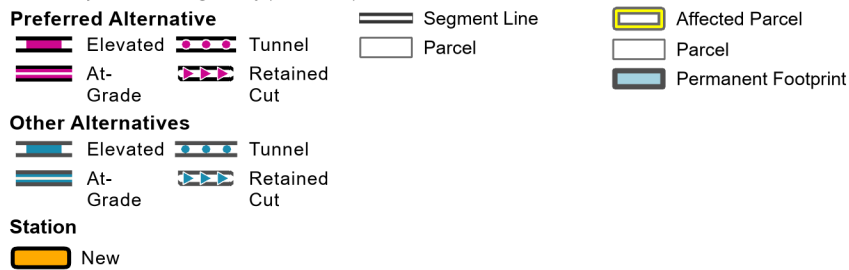 Preferred Alternative
Elevated
Tunnel
At-
Grade
Retained
Cut
Other Alternatives
Elevated
Tunnel
At-
Grade
Retained
Cut
Station
New
Segment Line
Parcel
Affected Parcel
Parcel
Permanent Footprint